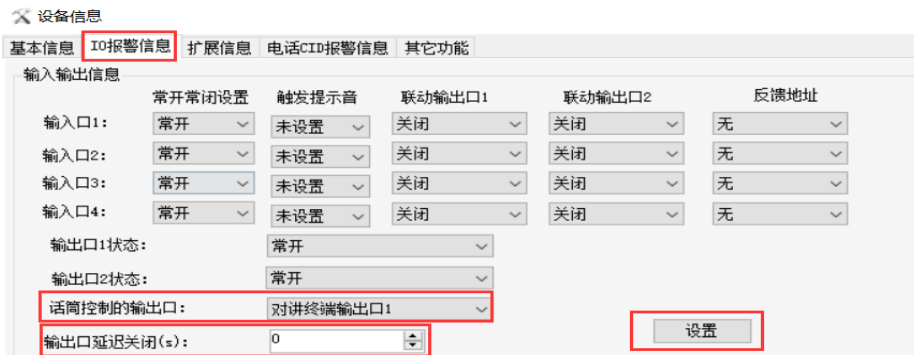 设备信息
基本信息 IO报警信息 扩展信息 电话CID报警信息 其它功能
输入输出信息
常开常闭设置 触发提示音 联动输出口1 联动输出口2 反馈地址
输入口1: 常开 未设置 关闭 关闭 无
输入口2: 常开 未设置 关闭 关闭 无
输入口3: 常开 未设置 关闭 关闭 无
输入口4: 常开 未设置 关闭 关闭 无
输出口1状态: 常开
输出口2状态: 常开
话筒控制的输出口: 对讲终端输出口1
设置
输出口延迟关闭(s): 0